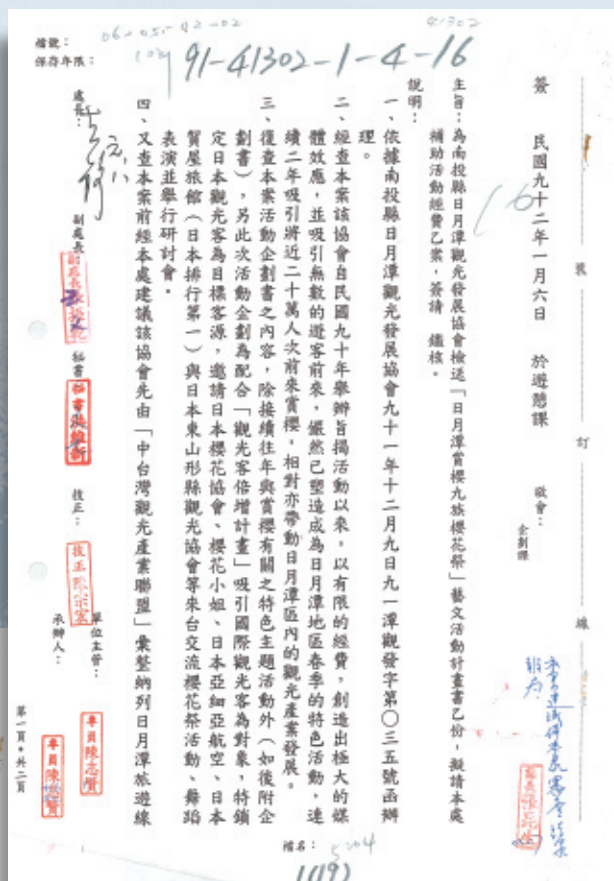 06-05-42-02
41302
檔號：
保存年限：
91-41302-1-4-16
簽　民國九十二年一月六日　於遊憩課
敬會：
企劃課
主旨：為南投縣日月潭觀光發展協會檢送「日月潭賞櫻九族櫻花祭」藝文活動計畫書乙份，擬請本處
補助活動經費乙案，簽請　鑑核。
說明：
一、依據南投縣日月潭觀光發展協會九十一年十二月九日九一潭觀發字第〇三五號函辦
理。
二、經查本案該協會自民國九十年舉辦旨揭活動以來，以有限的經費，創造出極大的媒
體效應，並吸引無數的遊客前來，儼然已塑造成為日月潭地區春季的特色活動，連
續二年吸引將近二十萬人次前來賞櫻，相對亦帶動日月潭區內的觀光產業發展。
三、復查本案活動企劃書之內容，除接續往年與賞櫻有關之特色主題活動外（如後附企
劃書），另此次活動企劃為配合「觀光客倍增計畫」吸引國際觀光客為對象，特鎖
定日本觀光客為目標客源，邀請日本櫻花協會、櫻花小姐、日本亞細亞航空、日本
賀屋旅館（日本排行第一）與日本東山形縣觀光協會等來台交流櫻花祭活動、舞蹈
表演並舉行研討會。
四、又查本案前經本處建議該協會先由「中台灣觀光產業聯盟」彙整納列日月潭旅遊線
處長：
副處長：
秘書：
技正：
單位主管：
承辦人：
專員陳志賢
專員陳志賢
裝
訂
線
第一頁，共二頁
檔名：